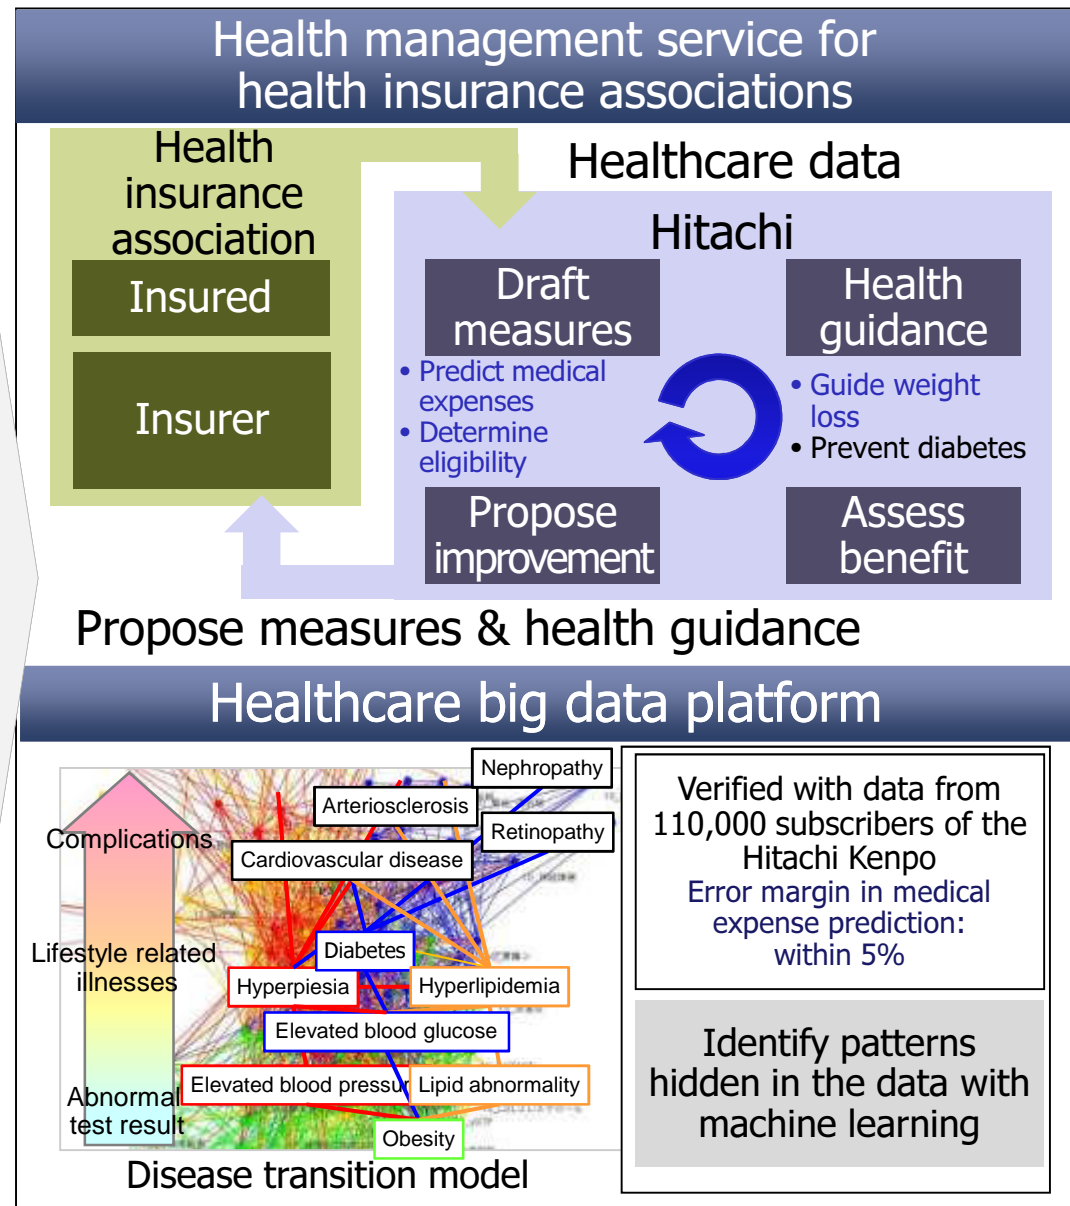 Health management service for
health insurance associations
Health
insurance
association
Insured
Insurer
Healthcare data
Hitachi
Draft
measures
• Predict medical
expenses
• Determine
eligibility
Health
guidance
• Guide weight
loss
• Prevent diabetes
Propose
improvement
Assess
benefit
Propose measures & health guidance
Healthcare big data platform
Complications
Lifestyle related
illnesses
Abnormal
test result
Nephropathy
Arteriosclerosis
Retinopathy
Cardiovascular disease
Diabetes
Hyperpiesia
Hyperlipidemia
Elevated blood glucose
Elevated blood pressur
Lipid abnormality
Obesity
Disease transition model
Verified with data from
110,000 subscribers of the
Hitachi Kenpo
Error margin in medical
expense prediction:
within 5%
Identify patterns
hidden in the data with
machine learning